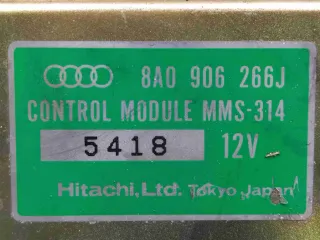 8A0 906 266J
CONTROL MODULE MMS-314
5418 12V
Hitachi, Ltd. Tokyo Japan